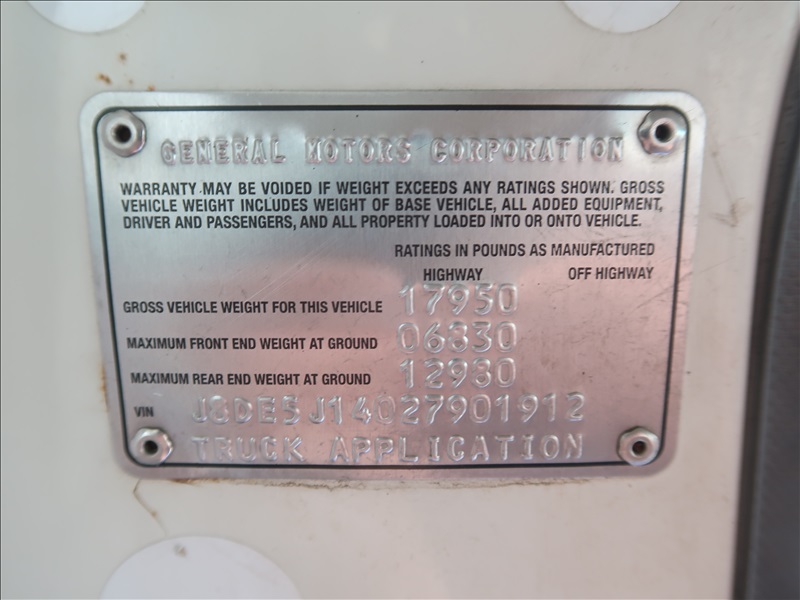 GENERAL MOTORS CORPORATION
WARRANTY MAY BE VOIDED IF WEIGHT EXCEEDS ANY RATINGS SHOWN. GROSS
VEHICLE WEIGHT INCLUDES WEIGHT OF BASE VEHICLE, ALL ADDED EQUIPMENT,
DRIVER AND PASSENGERS, AND ALL PROPERTY LOADED INTO OR ONTO VEHICLE.
RATINGS IN POUNDS AS MANUFACTURED
HIGHWAY OFF HIGHWAY
GROSS VEHICLE WEIGHT FOR THIS VEHICLE 17950
MAXIMUM FRONT END WEIGHT AT GROUND 06830
MAXIMUM REAR END WEIGHT AT GROUND 12980
VIN J8DE5J14027901912
TRUCK APPLICATION